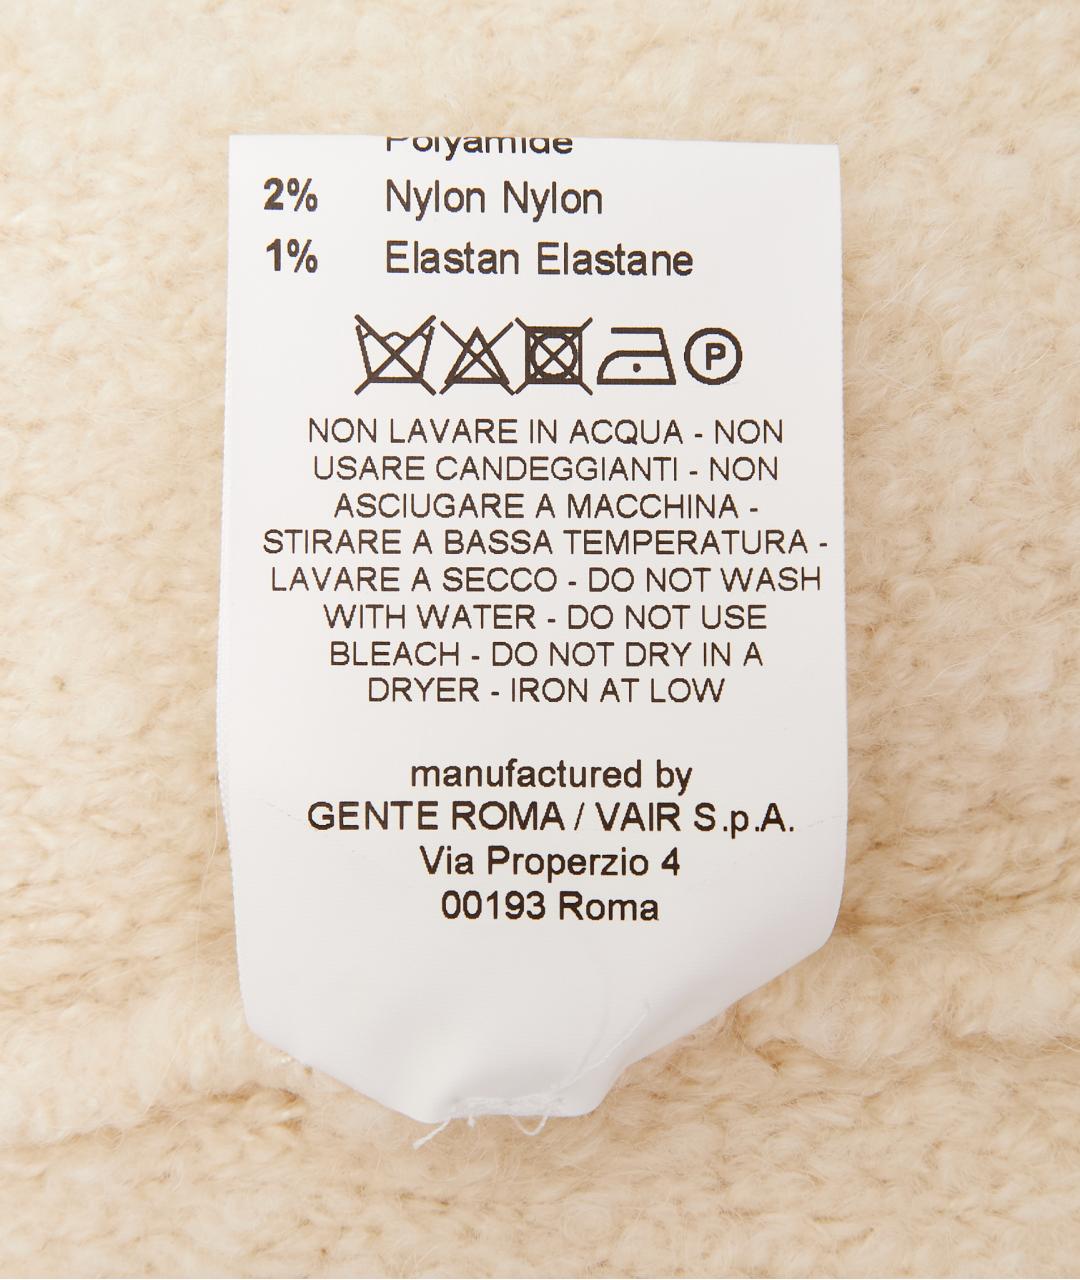 Polyamide
2% Nylon Nylon
1% Elastan Elastane
P
NON LAVARE IN ACQUA - NON
USARE CANDEGGIANTI - NON
ASCIUGARE A MACCHINA -
STIRARE A BASSA TEMPERATURA -
LAVARE A SECCO - DO NOT WASH
WITH WATER - DO NOT USE
BLEACH - DO NOT DRY IN A
DRYER - IRON AT LOW
manufactured by
GENTE ROMA / VAIR S.p.A.
Via Properzio 4
00193 Roma